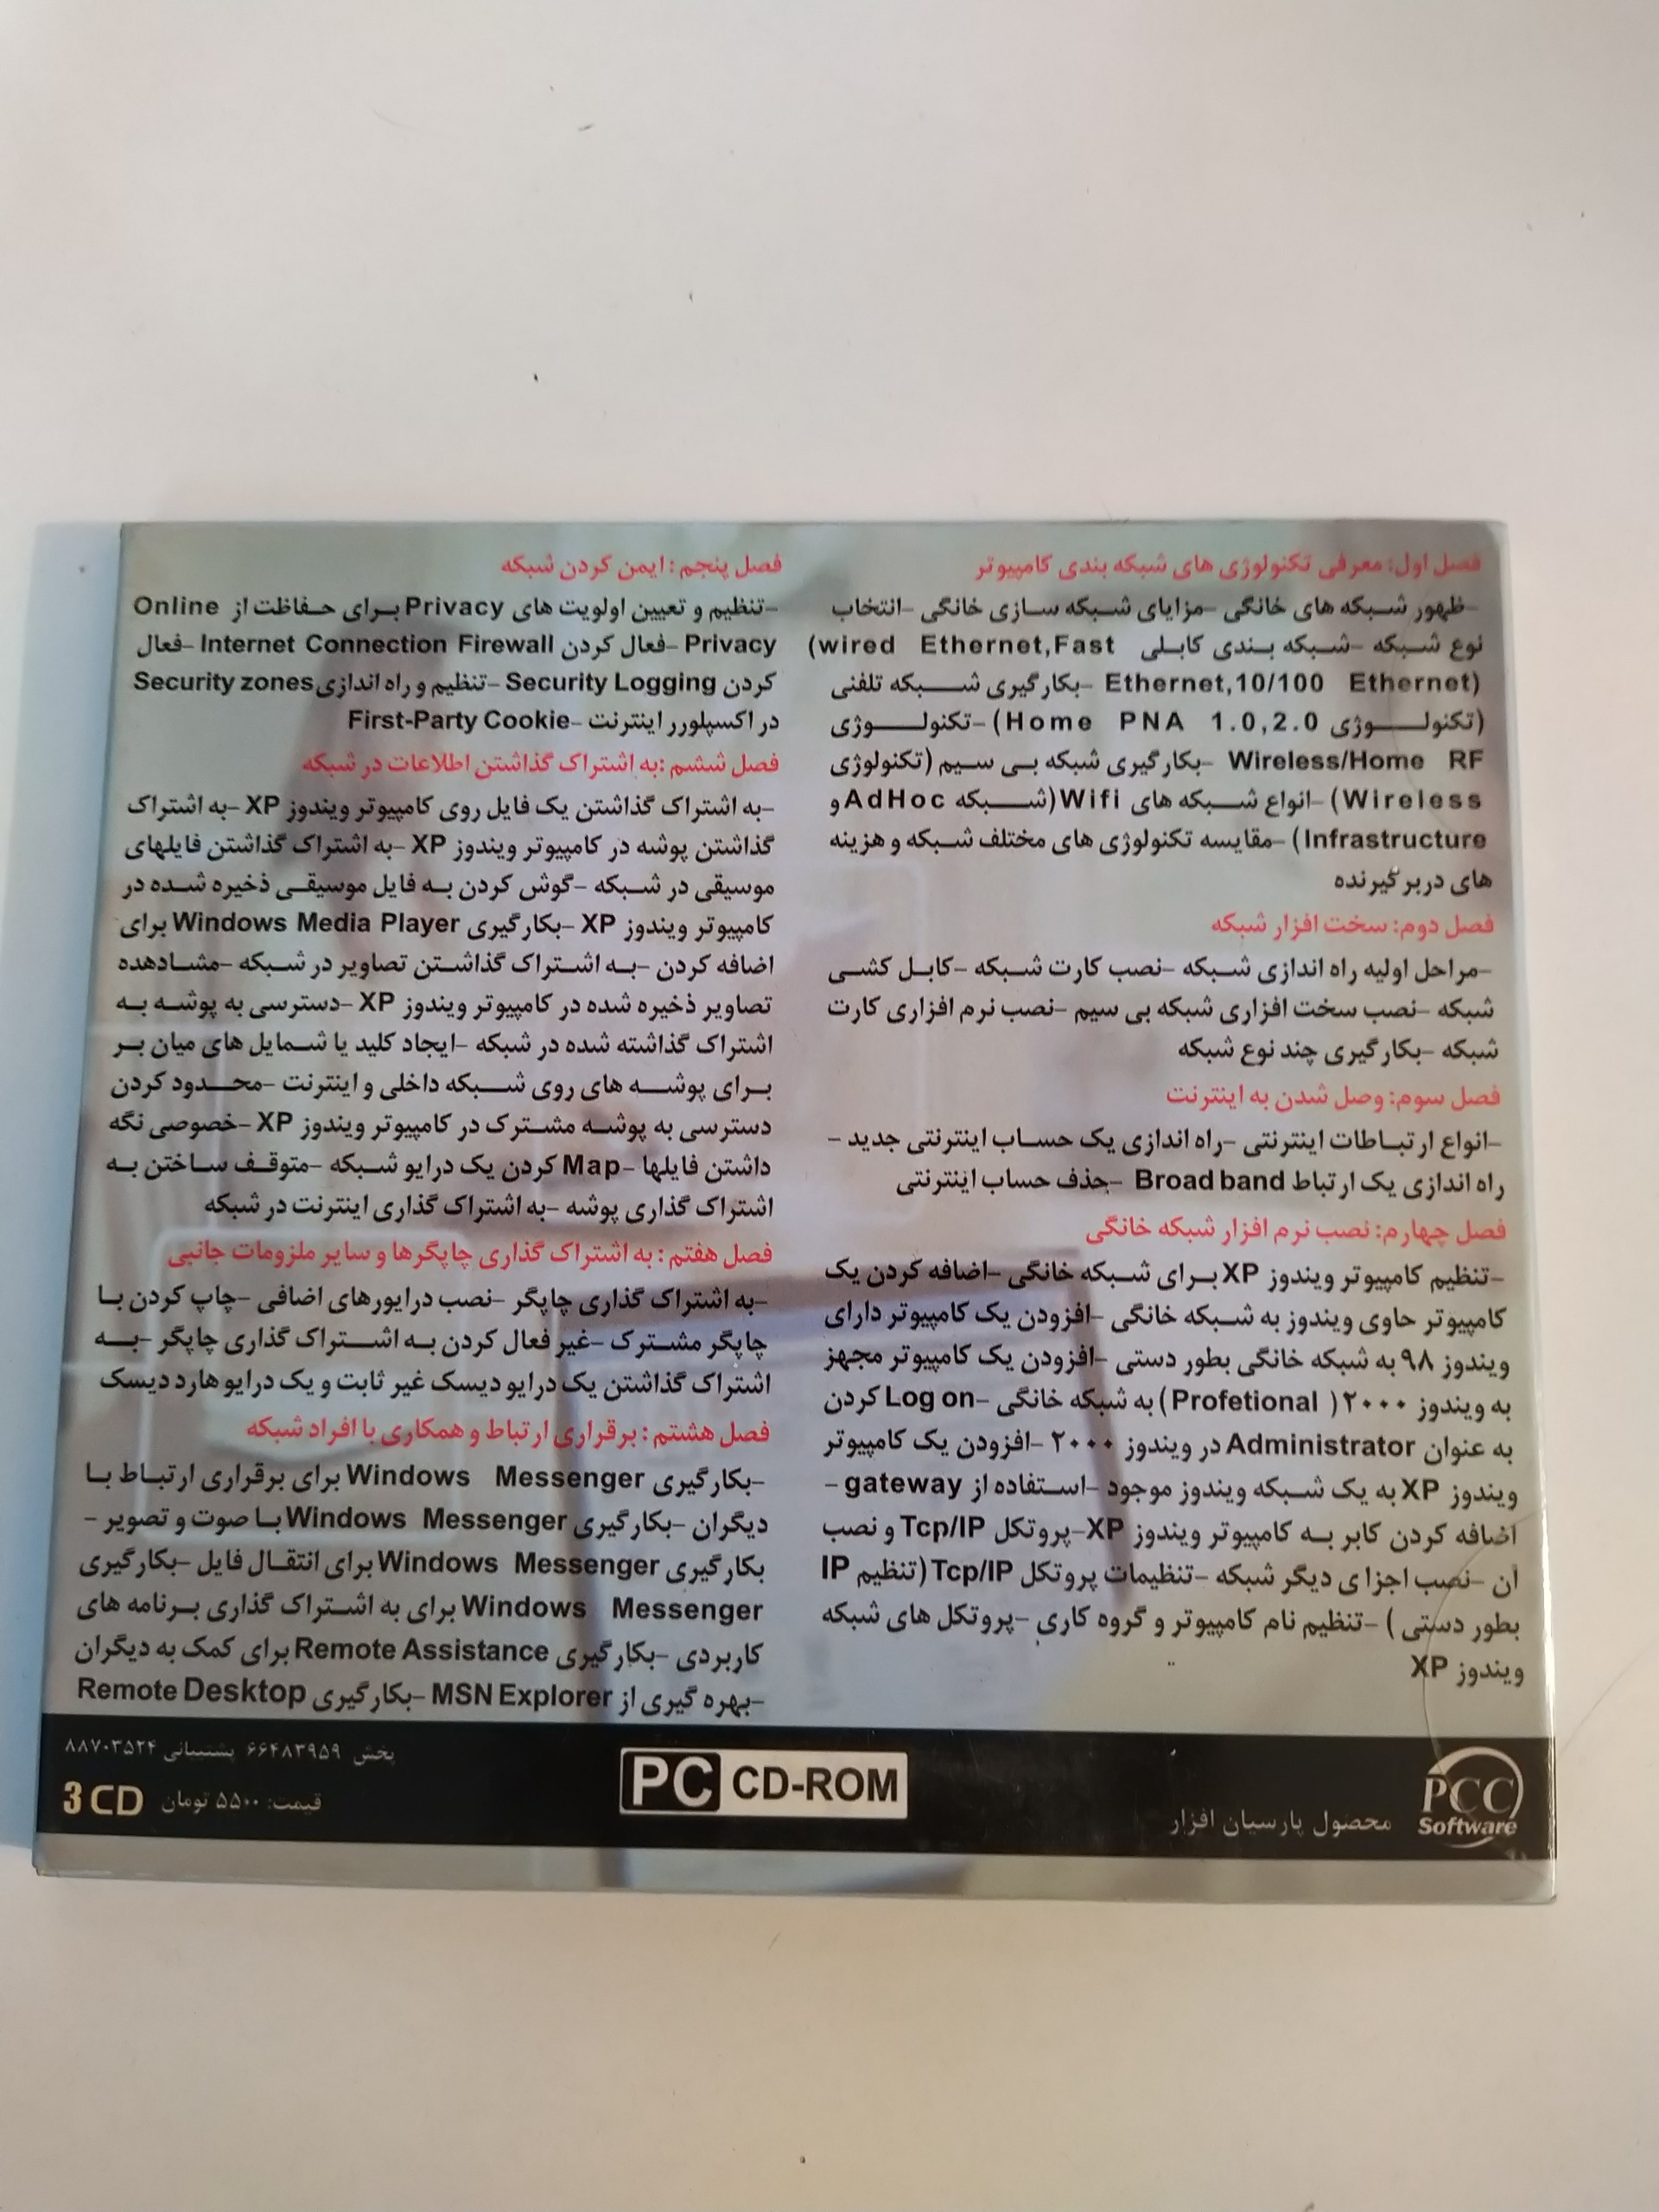 فصل اول: معرفی تکنولوژی های شبکه بندی کامپیوتر
-ظهور شبکه های خانگی -مزایای شبکه سازی خانگی -انتخاب
نوع شبکه -شبکه بندی کابلی (wired Ethernet,Fast
Ethernet,10/100 Ethernet) -بکارگیری شبکه تلفنی
(تکنولوژی Home PNA 1.0,2.0) -تکنولوژی
Wireless/Home RF -بکارگیری شبکه بی سیم (تکنولوژی
Wireless) -انواع شبکه های Wifi (شبکه AdHoc و
Infrastructure) -مقایسه تکنولوژی های مختلف شبکه و هزینه
های دربر گیرنده
فصل دوم: سخت افزار شبکه
-مراحل اولیه راه اندازی شبکه -نصب کارت شبکه -کابل کشی
شبکه -نصب سخت افزاری شبکه بی سیم -نصب نرم افزاری کارت
شبکه -بکارگیری چند نوع شبکه
فصل سوم: وصل شدن به اینترنت
-انواع ارتباطات اینترنتی -راه اندازی یک حساب اینترنتی جدید -
راه اندازی یک ارتباط Broad band -حذف حساب اینترنتی
فصل چهارم: نصب نرم افزار شبکه خانگی
-تنظیم کامپیوتر ویندوز XP برای شبکه خانگی -اضافه کردن یک
کامپیوتر حاوی ویندوز به شبکه خانگی -افزودن یک کامپیوتر دارای
ویندوز ۹۸ به شبکه خانگی بطور دستی -افزودن یک کامپیوتر مجهز
به ویندوز ۲۰۰۰ (Profetional) به شبکه خانگی -Log on کردن
به عنوان Administrator در ویندوز ۲۰۰۰ -افزودن یک کامپیوتر
ویندوز XP به یک شبکه ویندوز موجود -استفاده از gateway -
اضافه کردن کابر به کامپیوتر ویندوز XP -پروتکل Tcp/IP و نصب
آن -نصب اجزا ی دیگر شبکه -تنظیمات پروتکل Tcp/IP (تنظیم IP
بطور دستی ) -تنظیم نام کامپیوتر و گروه کاری -پروتکل های شبکه
ویندوز XP
فصل پنجم : ایمن کردن شبکه
-تنظیم و تعیین اولویت های Privacy برای حفاظت از Online
Privacy -فعال کردن Internet Connection Firewall -فعال
کردن Security Logging -تنظیم و راه اندازی Security zones
در اکسپلورر اینترنت -First-Party Cookie
فصل ششم :به اشتراک گذاشتن اطلاعات در شبکه
-به اشتراک گذاشتن یک فایل روی کامپیوتر ویندوز XP -به اشتراک
گذاشتن پوشه در کامپیوتر ویندوز XP -به اشتراک گذاشتن فایلهای
موسیقی در شبکه -گوش کردن به فایل موسیقی ذخیره شده در
کامپیوتر ویندوز XP -بکارگیری Windows Media Player برای
اضافه کردن -به اشتراک گذاشتن تصاویر در شبکه -مشادهده
تصاویر ذخیره شده در کامپیوتر ویندوز XP -دسترسی به پوشه به
اشتراک گذاشته شده در شبکه -ایجاد کلید یا شمایل های میان بر
برای پوشه های روی شبکه داخلی و اینترنت -محدود کردن
دسترسی به پوشه مشترک در کامپیوتر ویندوز XP -خصوصی نگه
داشتن فایلها -Map کردن یک درایو شبکه -متوقف ساختن به
اشتراک گذاری پوشه -به اشتراک گذاری اینترنت در شبکه
فصل هفتم : به اشتراک گذاری چاپگرها و سایر ملزومات جانبی
-به اشتراک گذاری چاپگر -نصب درایورهای اضافی -چاپ کردن با
چاپگر مشترک -غیر فعال کردن به اشتراک گذاری چاپگر -به
اشتراک گذاشتن یک درایو دیسک غیر ثابت و یک درایو هارد دیسک
فصل هشتم : برقراری ارتباط و همکاری با افراد شبکه
-بکارگیری Windows Messenger برای برقراری ارتباط با
دیگران -بکارگیری Windows Messenger با صوت و تصویر -
بکارگیری Windows Messenger برای انتقال فایل -بکارگیری
Windows Messenger برای به اشتراک گذاری برنامه های
کاربردی -بکارگیری Remote Assistance برای کمک به دیگران
-بهره گیری از MSN Explorer -بکارگیری Remote Desktop
PCC
Software
محصول پارسیان افزار
PC CD-ROM
پخش ۶۶۴۸۳۹۵۹ پشتیبانی ۸۸۷۰۳۵۲۴
قیمت: ۵۵۰۰ تومان
3 CD